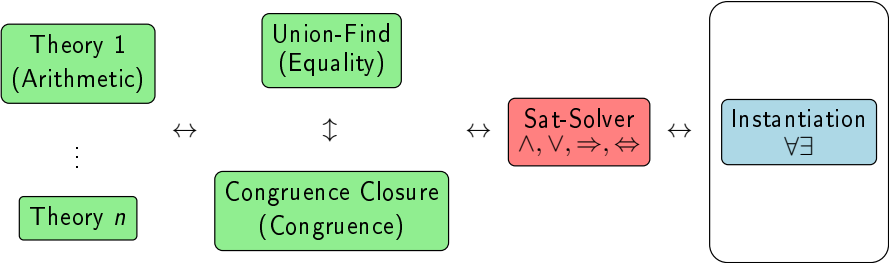 Theory 1
(Arithmetic)
⋮
Theory n
↔
Union-Find
(Equality)
↕
Congruence Closure
(Congruence)
↔
Sat-Solver
∧, ∨, ⇒, ⇔
↔
Instantiation
∀∃